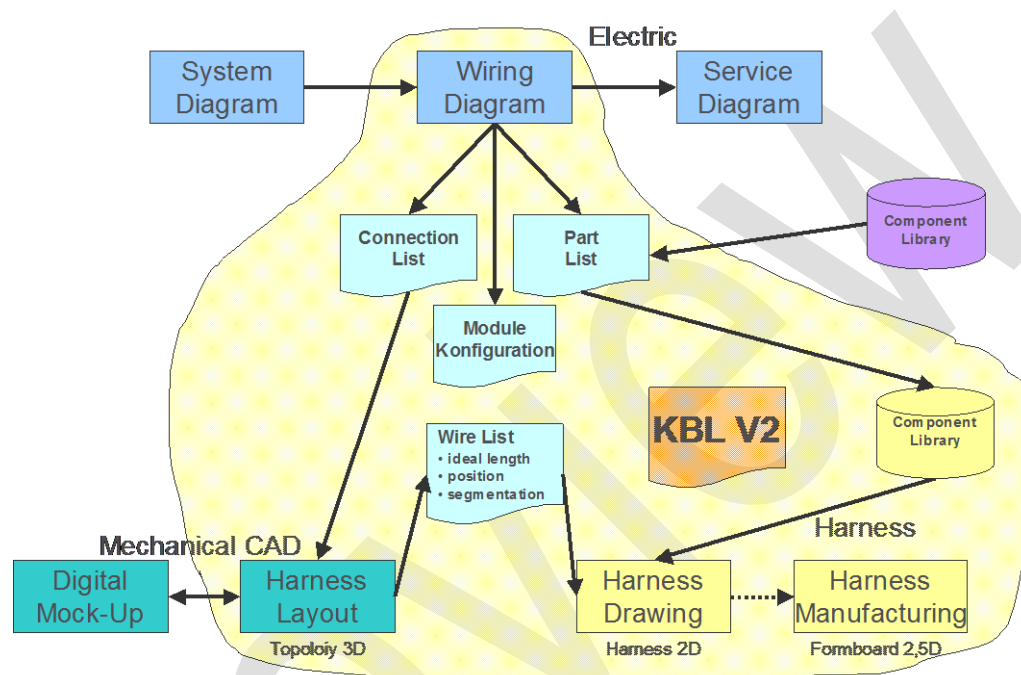 Electric
System
Diagram
Wiring
Diagram
Service
Diagram
Connection
List
Part
List
Component
Library
Module
Konfiguration
KBL V2
Component
Library
Wire List
• ideal length
• position
• segmentation
Harness
Mechanical CAD
Digital
Mock-Up
Harness
Layout
Harness
Drawing
Harness
Manufacturing
Topoloiy 3D
Harness 2D
Formboard 2,5D